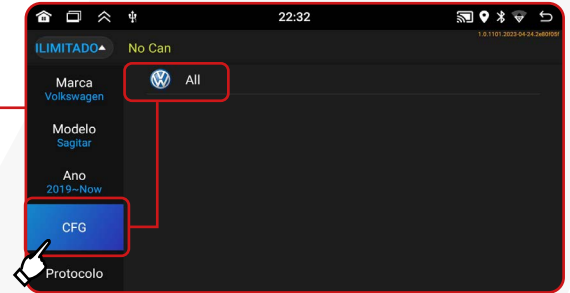 22:32
1.0.1101.2023-04-24.2e80f05f
ILIMITADO
No Can
Marca
Volkswagen
All
Modelo
Sagitar
Ano
2019~Now
CFG
Protocolo